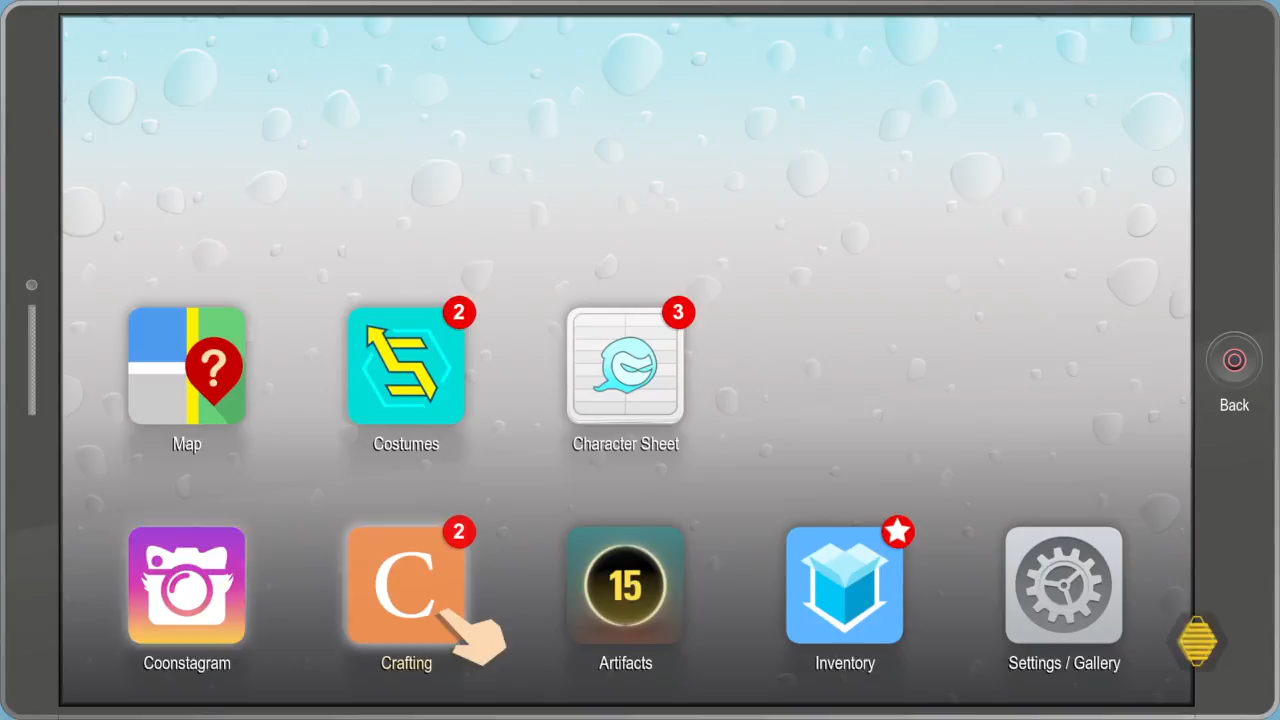 2
3
?
Back
Map
Costumes
Character Sheet
2
C
15
Coonstagram
Crafting
Artifacts
Inventory
Settings / Gallery